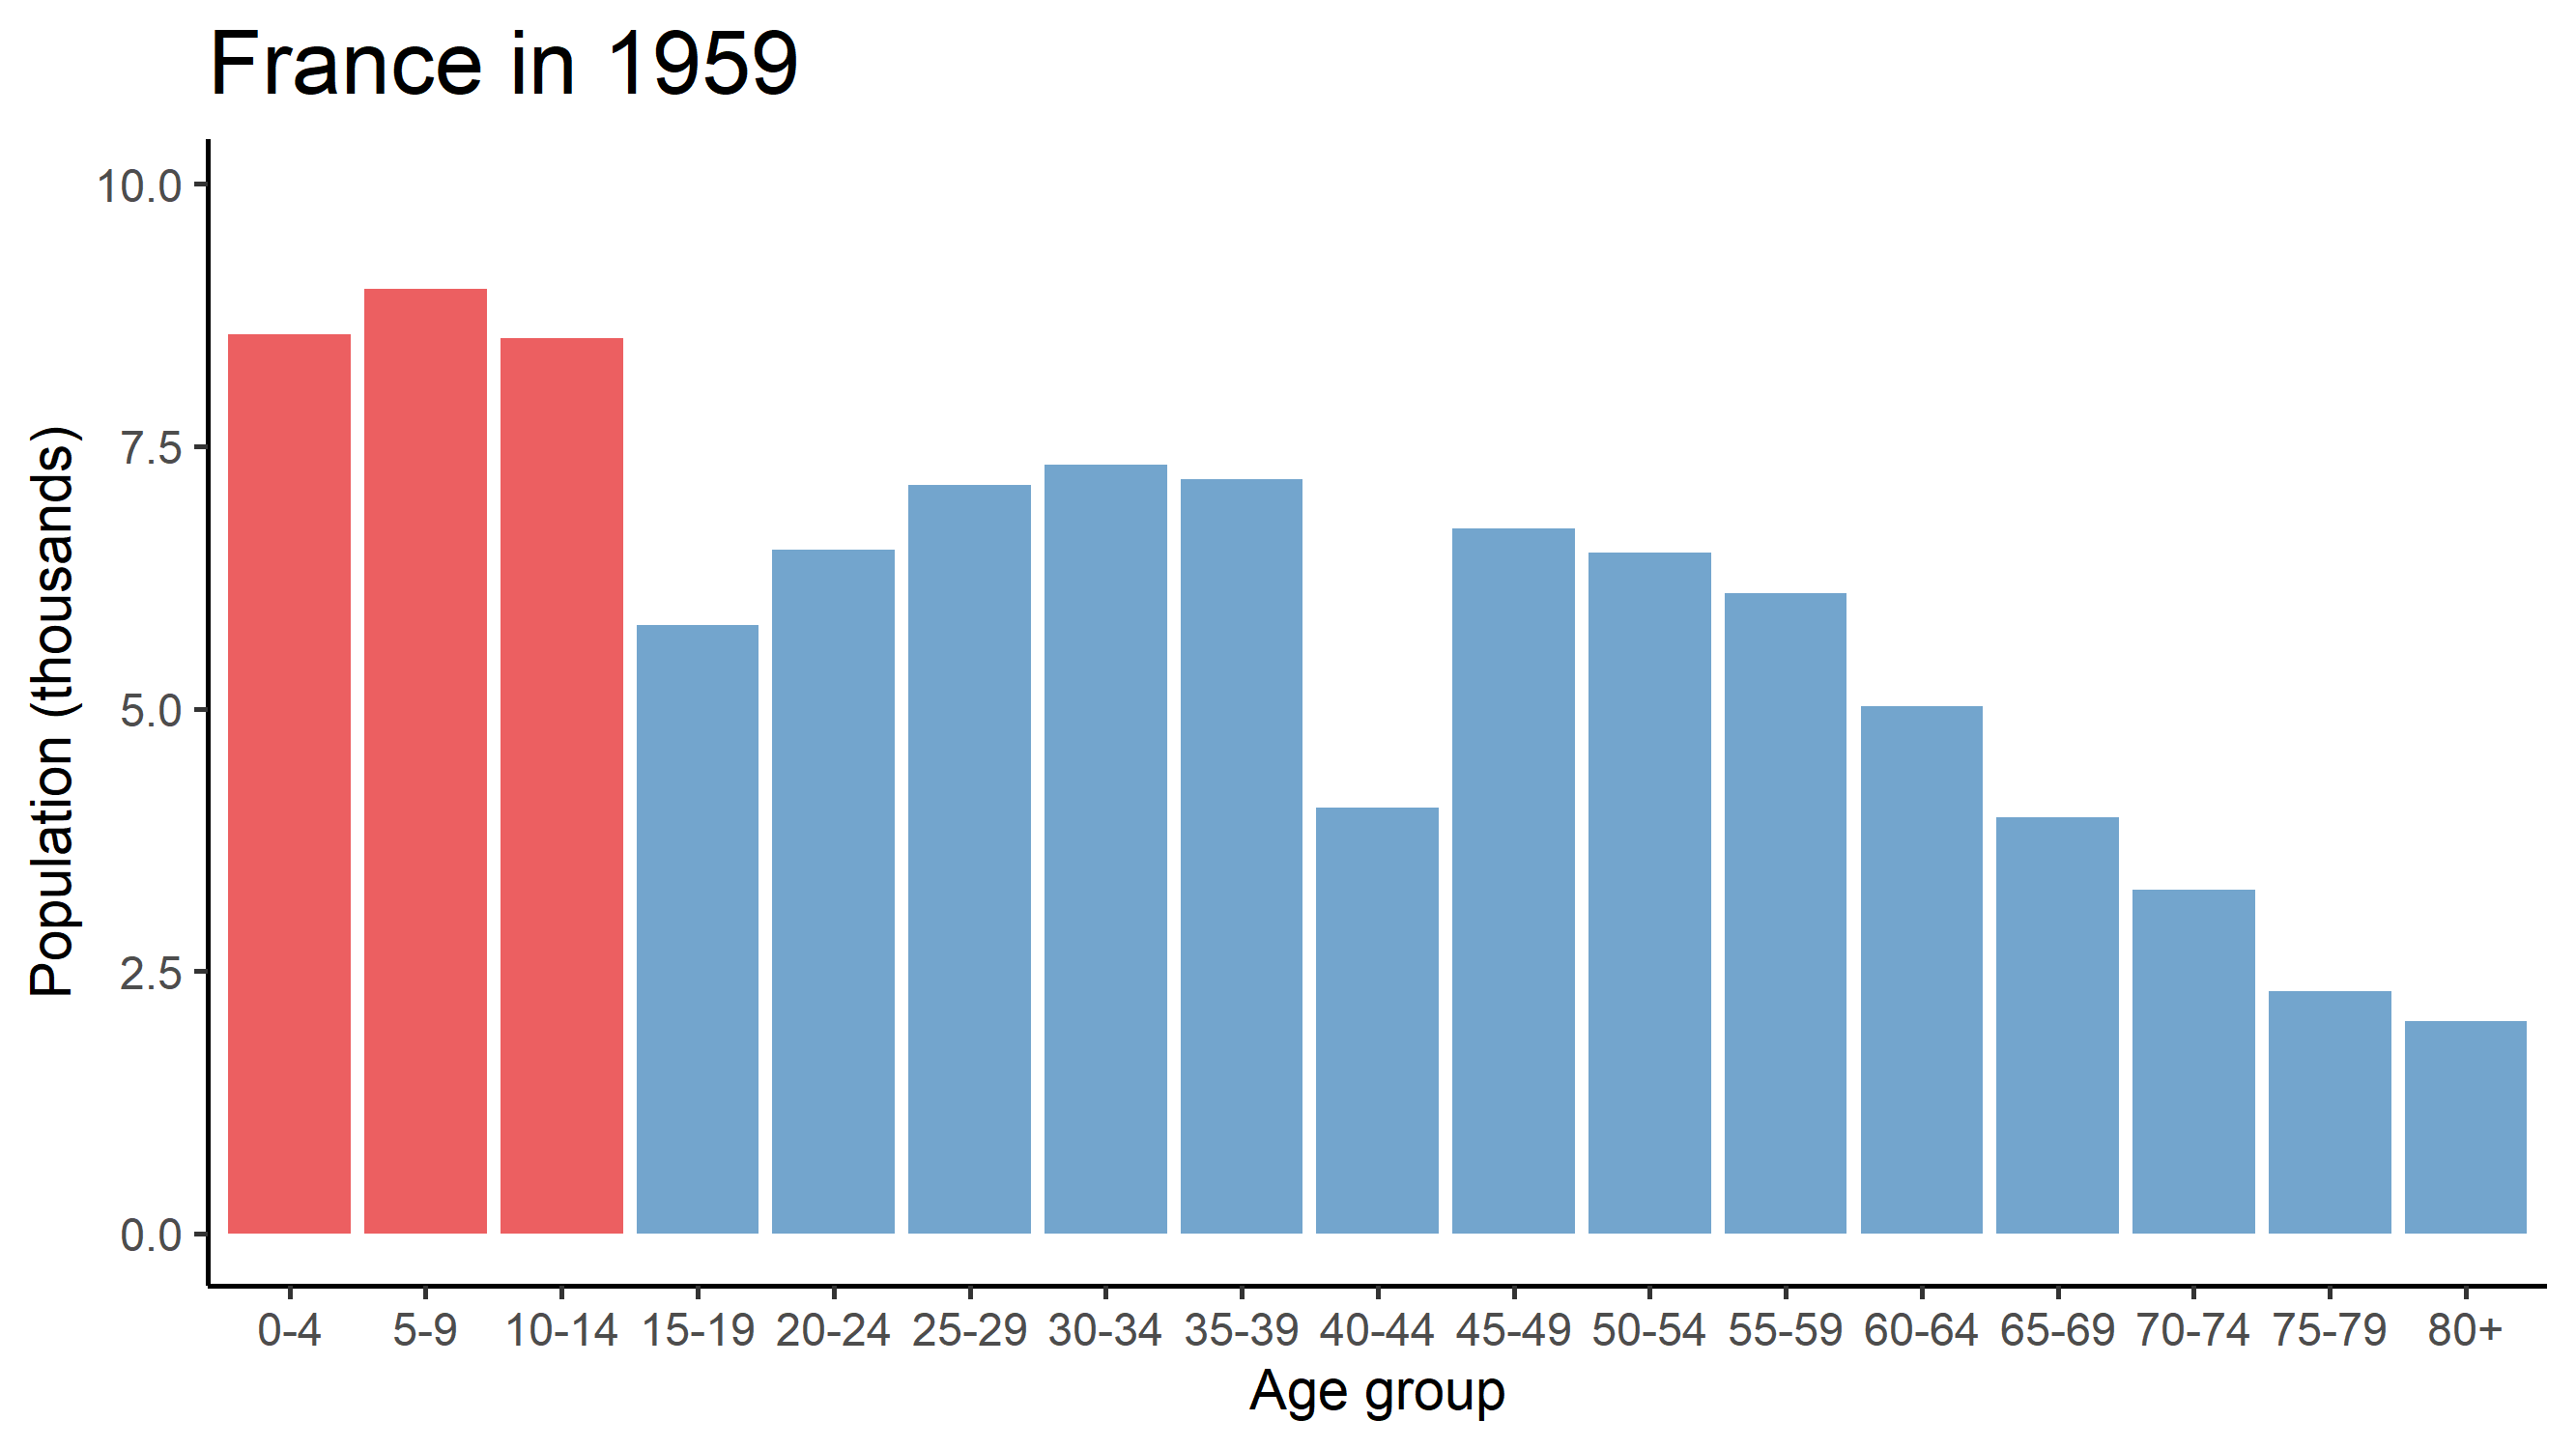 France in 1959
Population (thousands)
10.0
7.5
5.0
2.5
0.0
0-4 5-9 10-14 15-19 20-24 25-29 30-34 35-39 40-44 45-49 50-54 55-59 60-64 65-69 70-74 75-79 80+
Age group